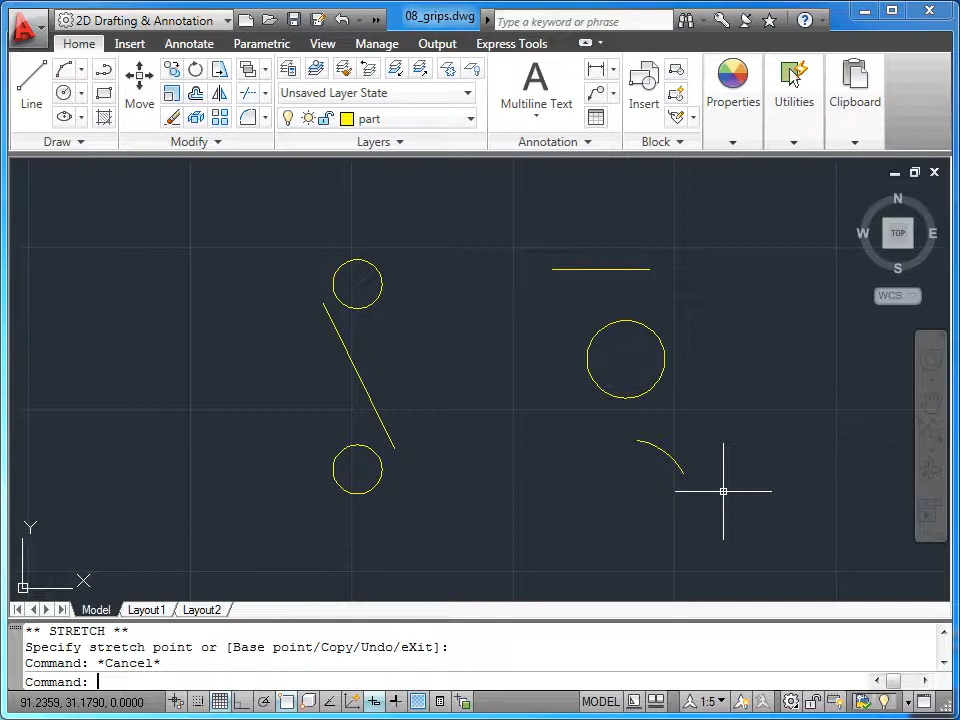 2D Drafting & Annotation
08_grips.dwg
Type a keyword or phrase
Home Insert Annotate Parametric View Manage Output Express Tools
Line
Move
Unsaved Layer State
part
Multiline Text
Insert
Properties
Utilities
Clipboard
Draw Modify Layers Annotation Block
N
W TOP E
S
WCS
Y
X
Model Layout1 Layout2
** STRETCH **
Specify stretch point or [Base point/Copy/Undo/eXit]:
Command: *Cancel*
Command:
91.2359, 31.1790, 0.0000 MODEL 1:5